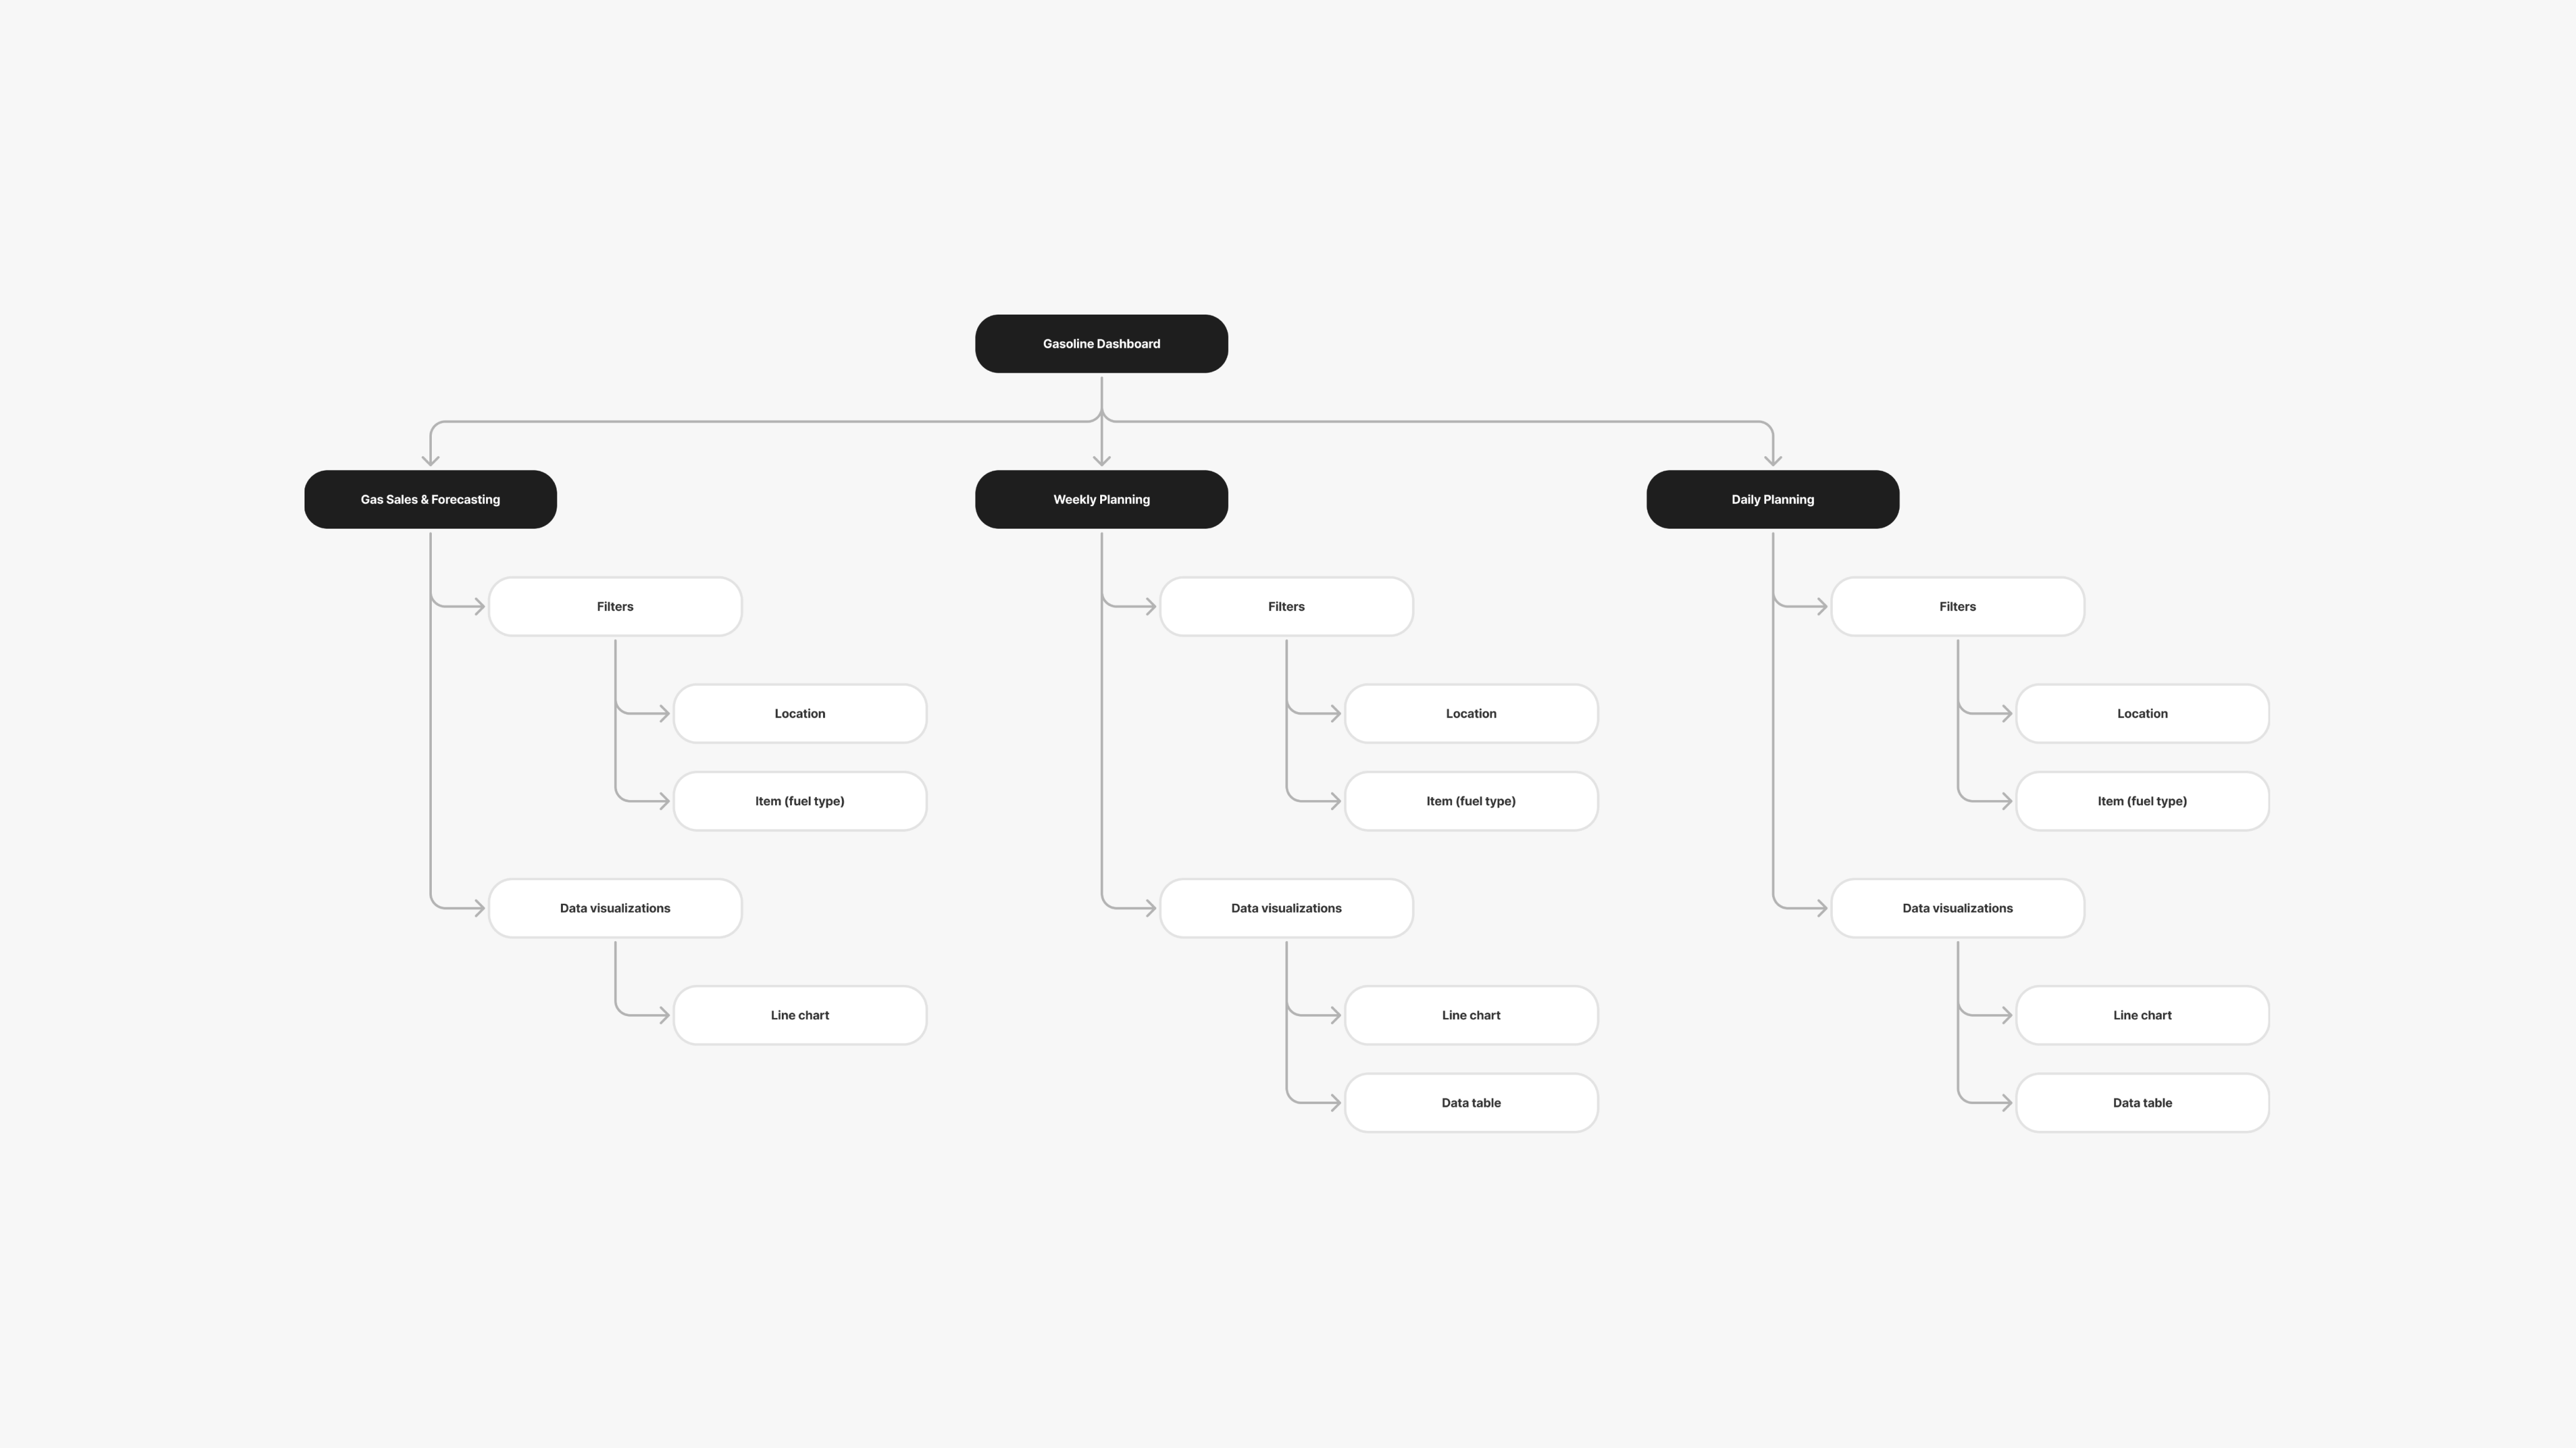 Gasoline Dashboard
Gas Sales & Forecasting
Weekly Planning
Daily Planning
Filters
Filters
Filters
Location
Location
Location
Item (fuel type)
Item (fuel type)
Item (fuel type)
Data visualizations
Data visualizations
Data visualizations
Line chart
Line chart
Line chart
Data table
Data table